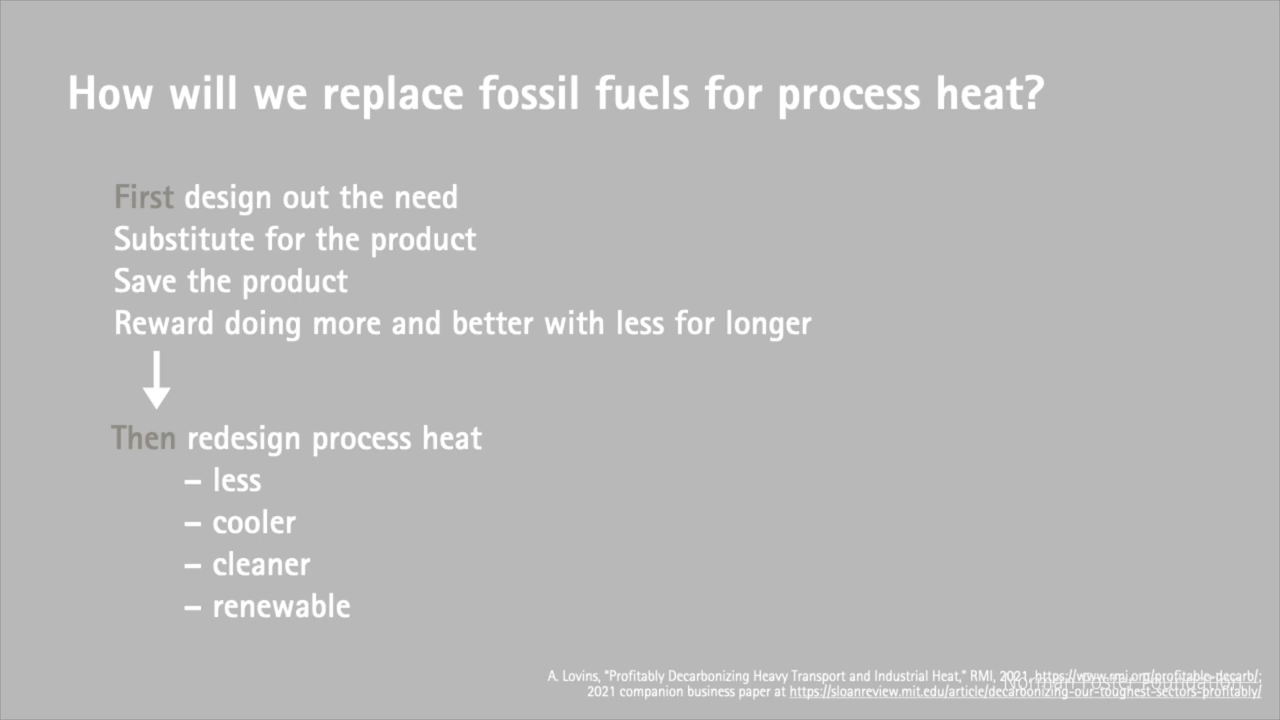 How will we replace fossil fuels for process heat?
First design out the need
Substitute for the product
Save the product
Reward doing more and better with less for longer
Then redesign process heat
– less
– cooler
– cleaner
– renewable
A. Lovins, "Profitably Decarbonizing Heavy Transport and Industrial Heat," RMI, 2021, https://www.rmi.org/profitable-decarb/;
2021 companion business paper at https://sloanreview.mit.edu/article/decarbonizing-our-toughest-sectors-profitably/
Norman Foster Foundation